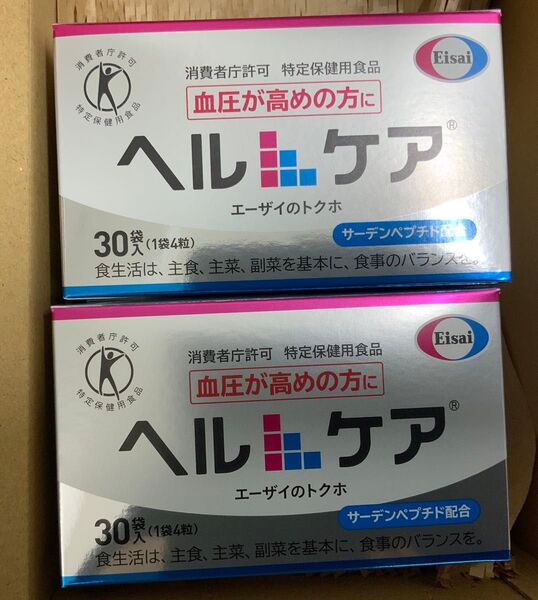 消費者庁許可
特定保健用食品
消費者庁許可 特定保健用食品
Eisai
血圧が高めの方に
ヘルケア®
エーザイのトクホ
30袋入(1袋4粒)
サーデンペプチド配合
食生活は、主食、主菜、副菜を基本に、食事のバランスを。
消費者庁許可
特定保健用食品
消費者庁許可 特定保健用食品
Eisai
血圧が高めの方に
ヘルケア®
エーザイのトクホ
30袋入(1袋4粒)
サーデンペプチド配合
食生活は、主食、主菜、副菜を基本に、食事のバランスを。